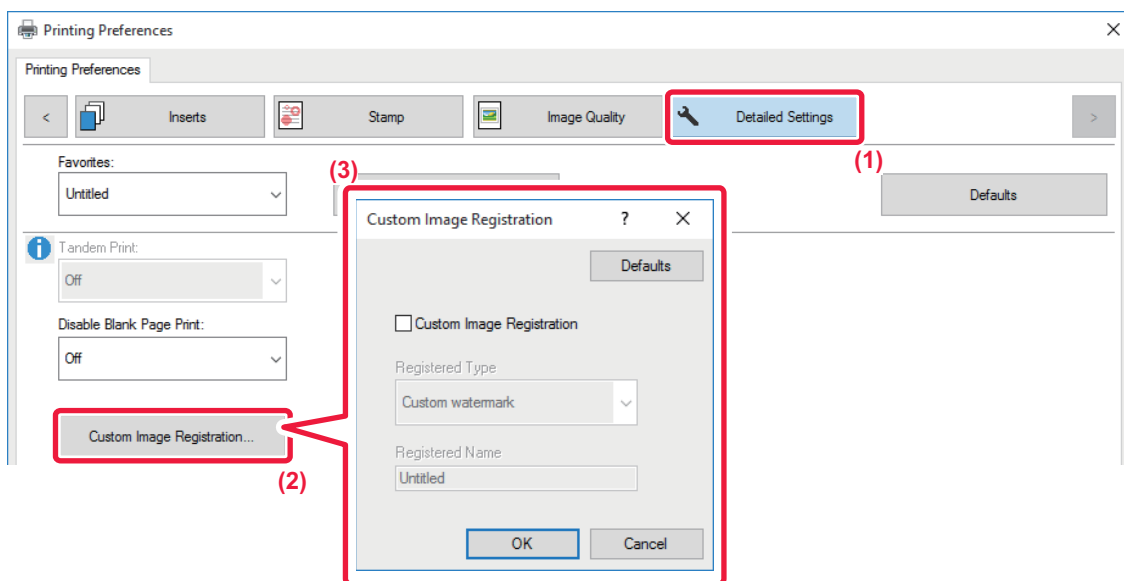 Printing Preferences
Printing Preferences
< Inserts Stamp Image Quality Detailed Settings >
(1)
Favorites:
(3)
Untitled
Defaults
Custom Image Registration ? ×
Defaults
Tandem Print:
Off
Disable Blank Page Print:
Off
Custom Image Registration
Registered Type
Custom watermark
Custom Image Registration...
(2)
Registered Name
Untitled
OK Cancel